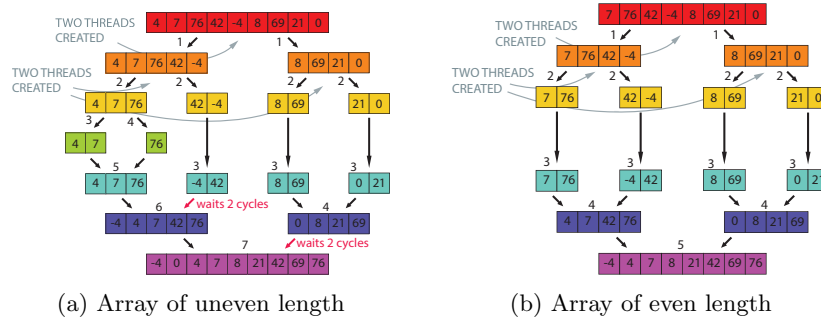 TWO THREADS CREATED
4 7 76 42 -4 8 69 21 0
1 1
TWO THREADS CREATED
4 7 76 42 -4
8 69 21 0
2 2 2 2
4 7 76
42 -4
8 69
21 0
3 4
4 7
76
5 3 3 3
4 7 76
-4 42
8 69
0 21
6
waits 2 cycles
4
-4 4 7 42 76
0 8 21 69
7
waits 2 cycles
-4 0 4 7 8 21 42 69 76
(a) Array of uneven length
TWO THREADS CREATED
7 76 42 -4 8 69 21 0
1 1
TWO THREADS CREATED
7 76 42 -4
8 69 21 0
2 2 2 2
7 76
42 -4
8 69
21 0
3 3 3 3
7 76
-4 42
8 69
0 21
4 4
4 7 42 76
0 8 21 69
5
-4 0 4 7 8 21 42 69 76
(b) Array of even length